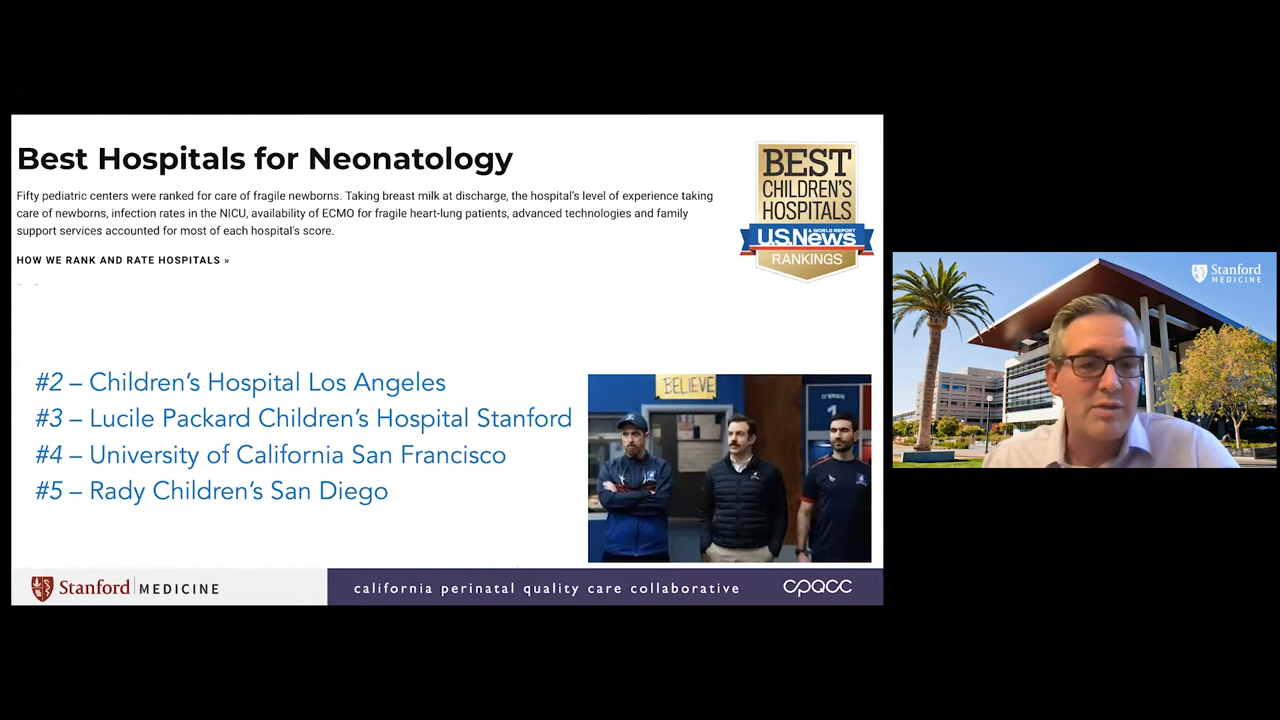 Best Hospitals for Neonatology
Fifty pediatric centers were ranked for care of fragile newborns. Taking breast milk at discharge, the hospital's level of experience taking
care of newborns, infection rates in the NICU, availability of ECMO for fragile heart-lung patients, advanced technologies and family
support services accounted for most of each hospital's score.
HOW WE RANK AND RATE HOSPITALS »
BEST
CHILDREN'S
HOSPITALS
U.S.News
& WORLD REPORT
RANKINGS
#2 – Children's Hospital Los Angeles
#3 – Lucile Packard Children's Hospital Stanford
#4 – University of California San Francisco
#5 – Rady Children's San Diego
BELIEVE
O'BRIEN
1
Stanford MEDICINE
california perinatal quality care collaborative
cpqcc
Stanford
MEDICINE